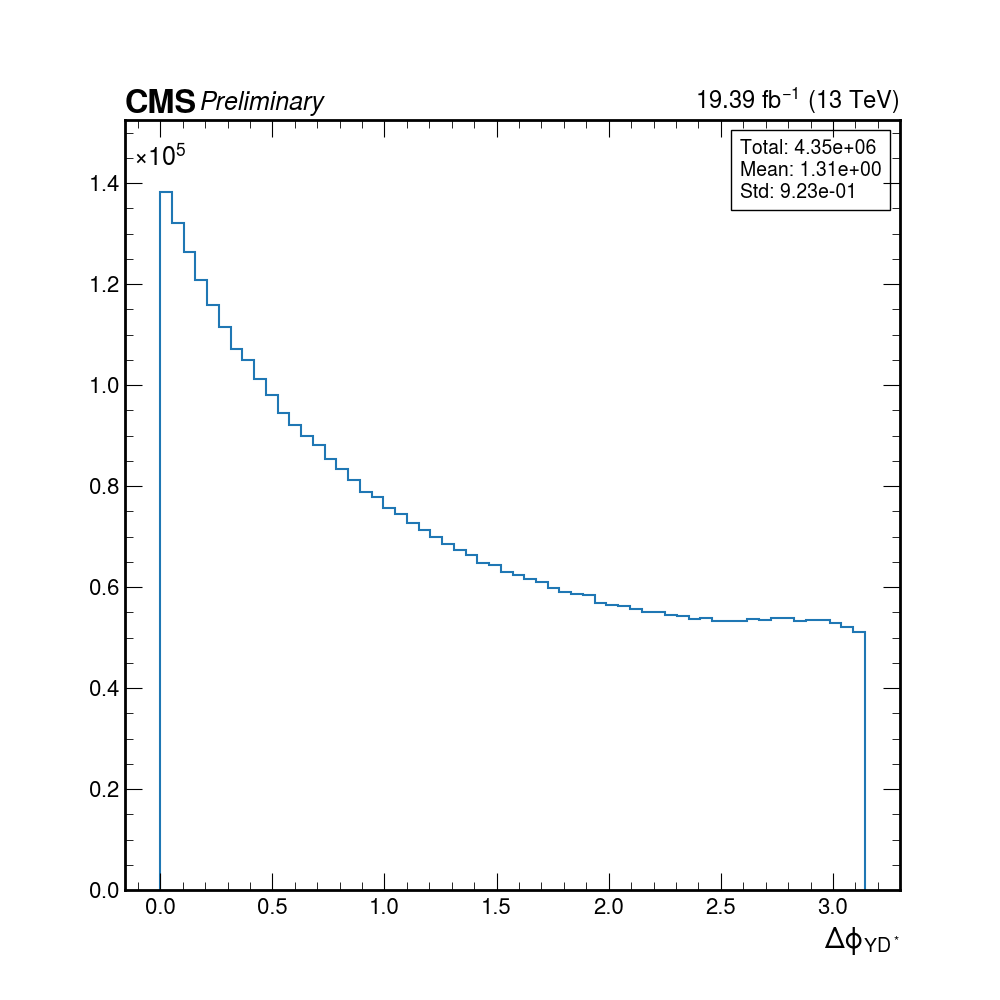 CMS Preliminary 19.39 fb⁻¹ (13 TeV)
×10⁵
Total: 4.35e+06
Mean: 1.31e+00
Std: 9.23e-01
1.4
1.2
1.0
0.8
0.6
0.4
0.2
0.0
0.0 0.5 1.0 1.5 2.0 2.5 3.0
Δϕ_YD*